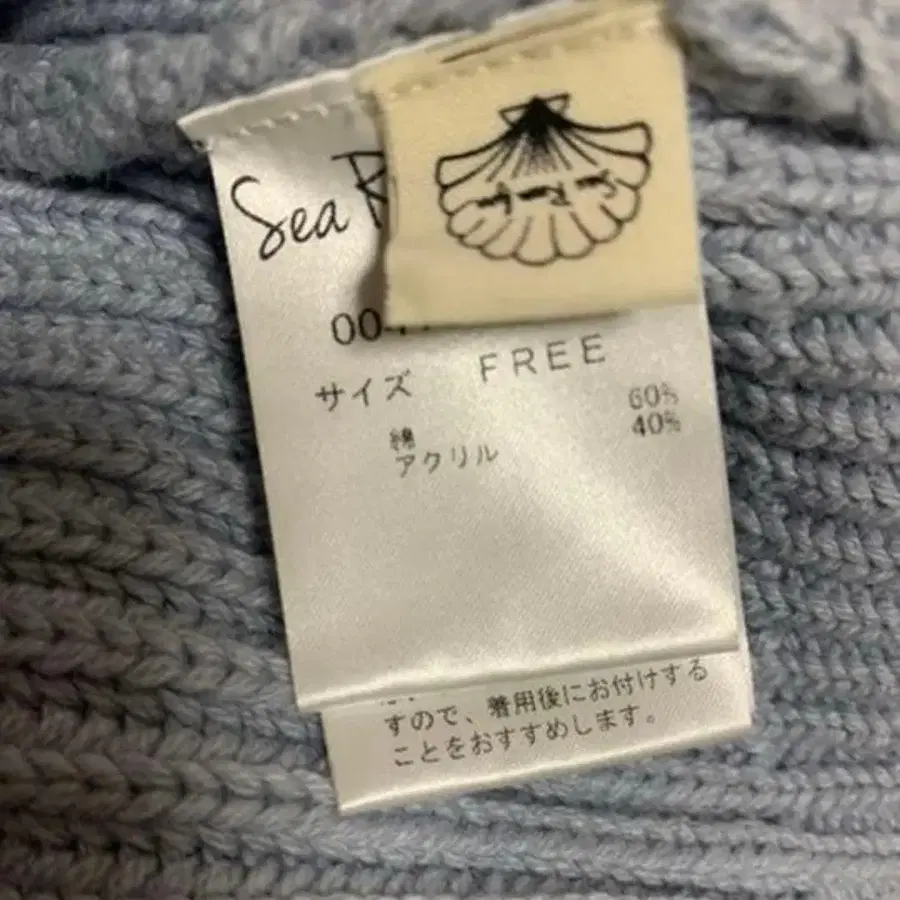 Sea
00
サイズ FREE
綿 60%
アクリル 40%
すので、着用後にお付けする
ことをおすすめします。